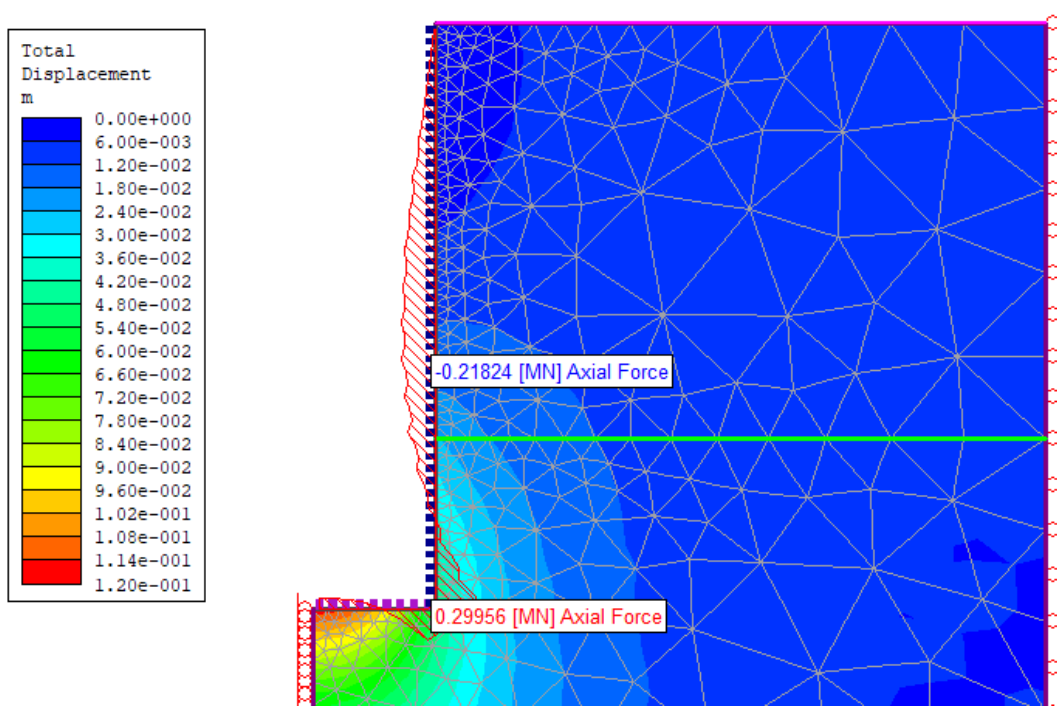 Total
Displacement
m
0.00e+000
6.00e-003
1.20e-002
1.80e-002
2.40e-002
3.00e-002
3.60e-002
4.20e-002
4.80e-002
5.40e-002
6.00e-002
6.60e-002
7.20e-002
7.80e-002
8.40e-002
9.00e-002
9.60e-002
1.02e-001
1.08e-001
1.14e-001
1.20e-001
-0.21824 [MN] Axial Force
0.29956 [MN] Axial Force